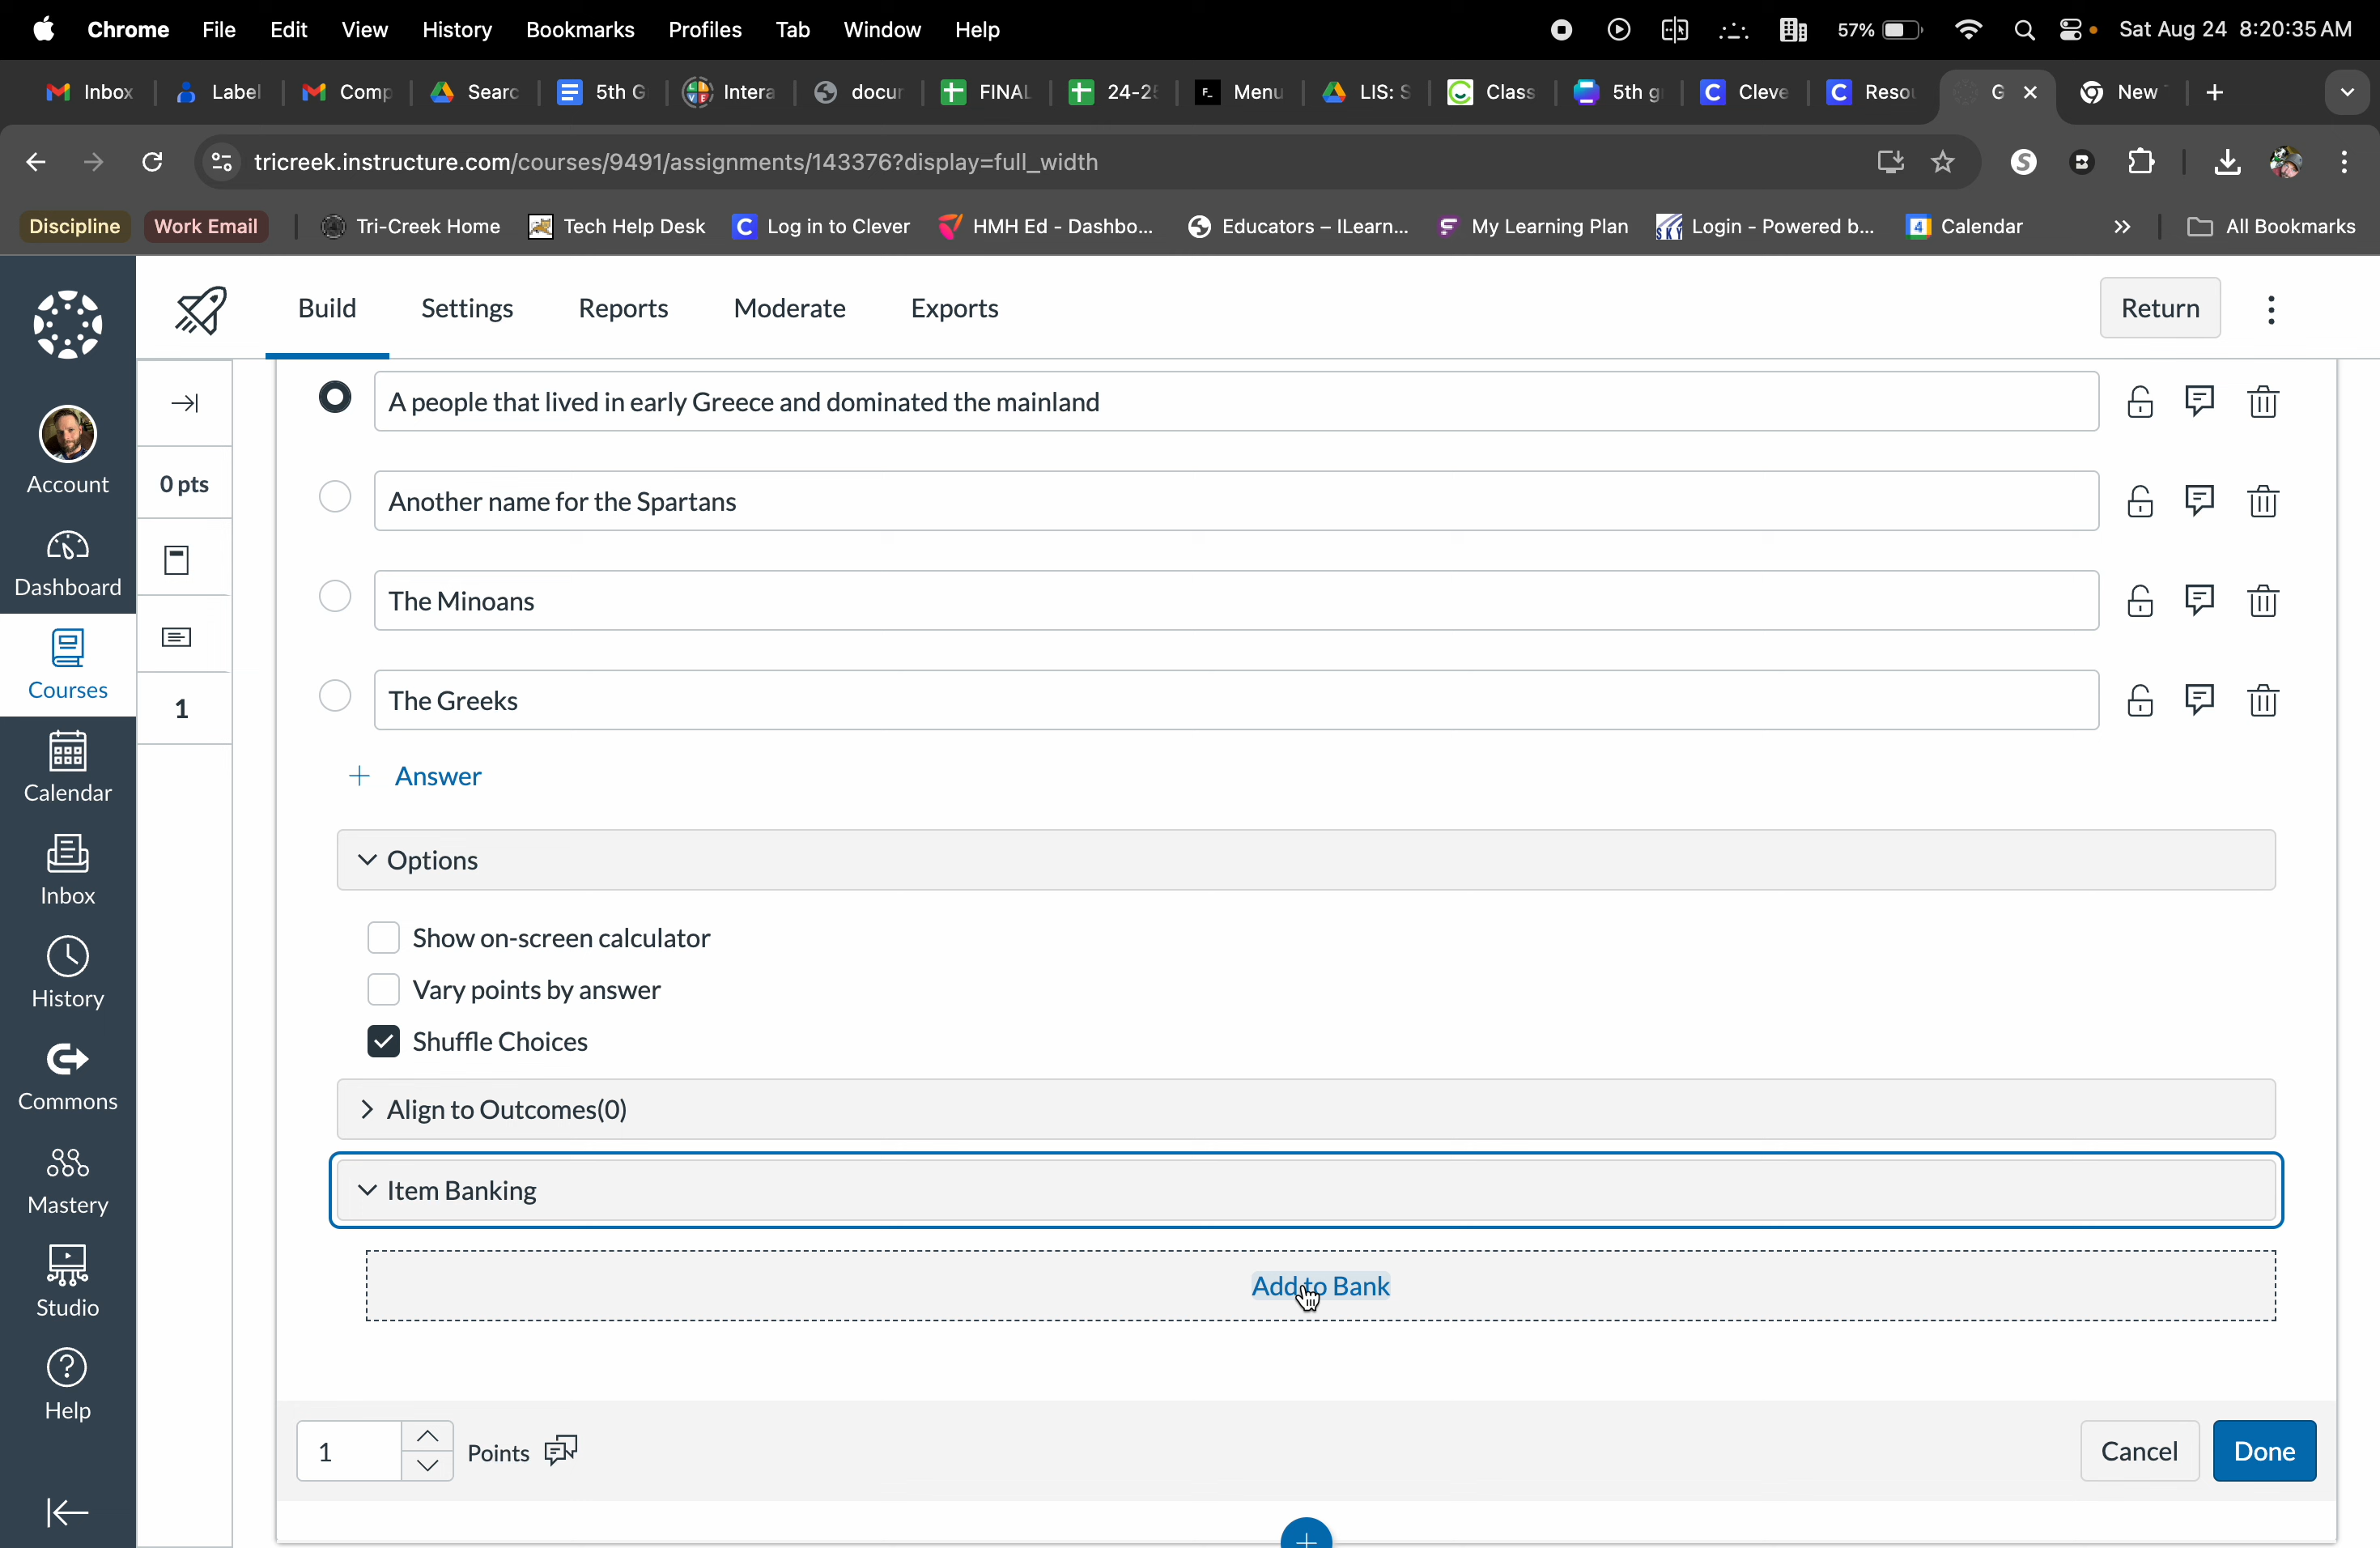 Chrome File Edit View History Bookmarks Profiles Tab Window Help 57% Sat Aug 24 8:20:35 AM
Inbox Label Comp Searc 5th G Intera docur FINAL 24-25 Menu LIS: S Class 5th g Cleve Resou G New
tricreek.instructure.com/courses/9491/assignments/143376?display=full_width
Discipline Work Email Tri-Creek Home Tech Help Desk Log in to Clever HMH Ed - Dashbo... Educators – ILearn... My Learning Plan Login - Powered b... Calendar » All Bookmarks
Build Settings Reports Moderate Exports Return
Account
Dashboard
Courses
Calendar
Inbox
History
Commons
Mastery
Studio
Help
0 pts
1
A people that lived in early Greece and dominated the mainland
Another name for the Spartans
The Minoans
The Greeks
+ Answer
Options
Show on-screen calculator
Vary points by answer
Shuffle Choices
Align to Outcomes(0)
Item Banking
Add to Bank
1 Points Cancel Done